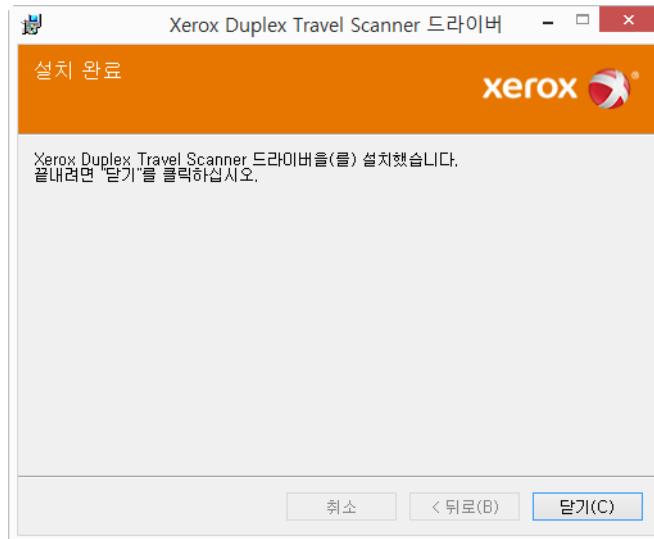 Xerox Duplex Travel Scanner 드라이버
설치 완료
xerox
Xerox Duplex Travel Scanner 드라이버을(를) 설치했습니다.
끝내려면 "닫기"를 클릭하십시오.
취소
< 뒤로(B)
닫기(C)